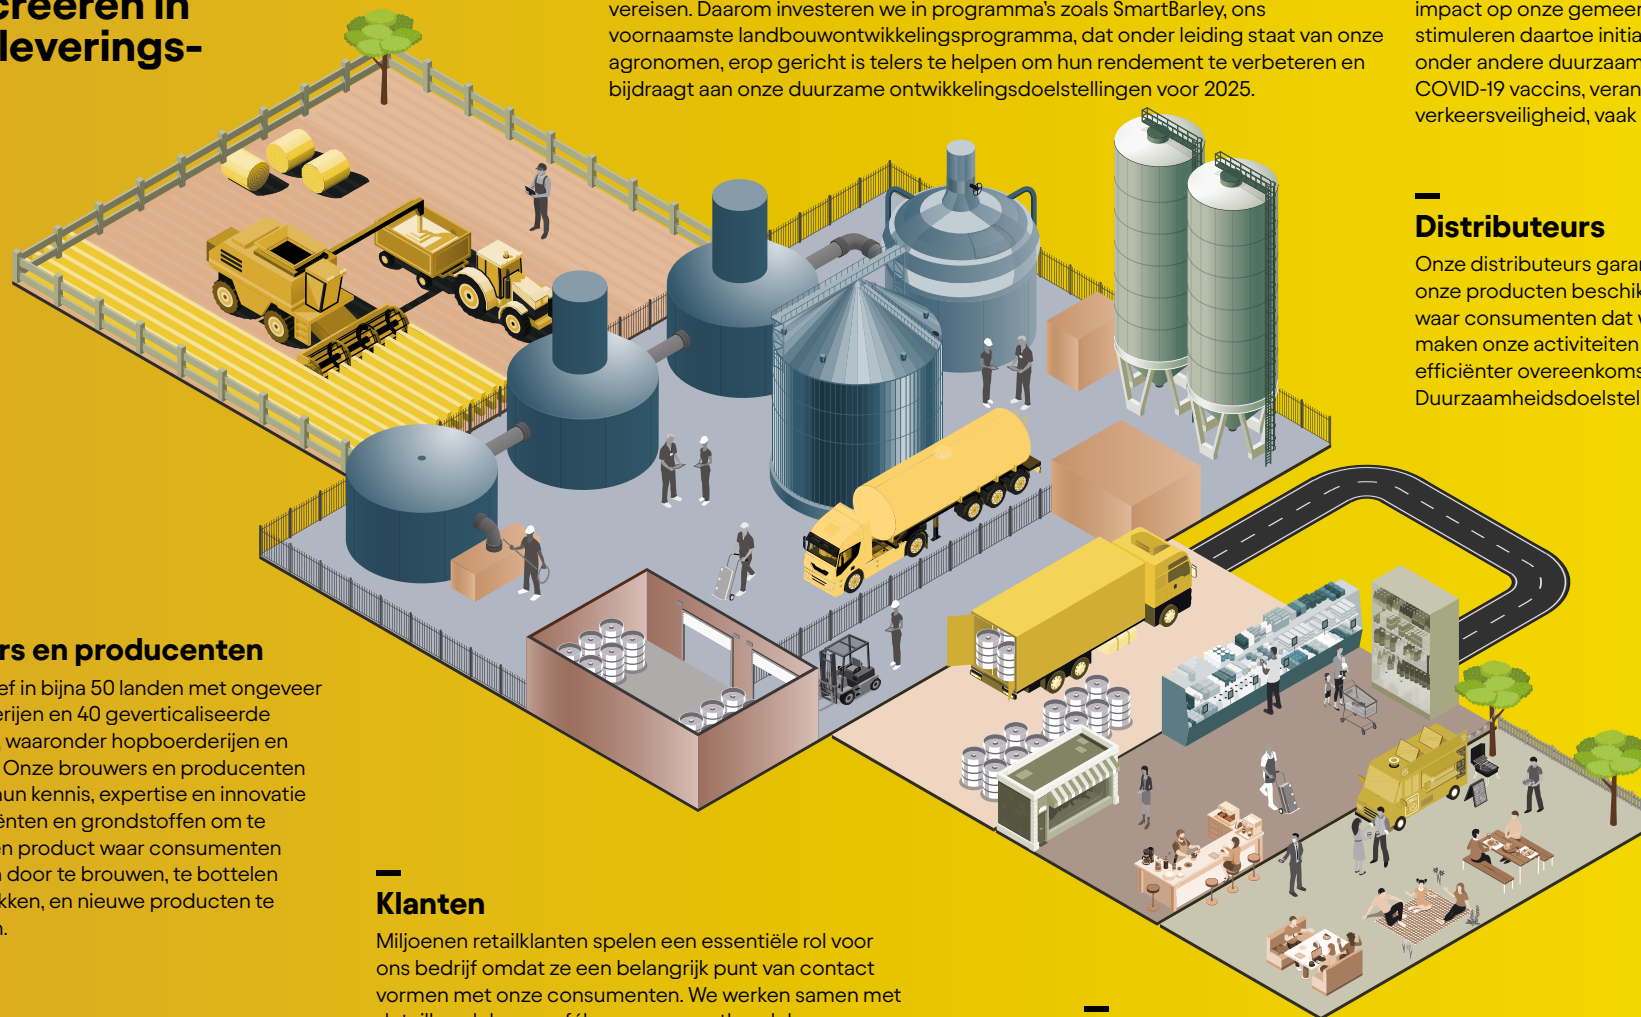 creëren in
leverings-
vereisen. Daarom investeren we in programma's zoals SmartBarley, ons
voornaamste landbouwontwikkelingsprogramma, dat onder leiding staat van onze
agronomen, erop gericht is telers te helpen om hun rendement te verbeteren en
bijdraagt aan onze duurzame ontwikkelingsdoelstellingen voor 2025.
impact op onze gemeen
stimuleren daartoe initia
onder andere duurzaam
COVID-19 vaccins, veran
verkeersveiligheid, vaak
Distributeurs
Onze distributeurs garan
onze producten beschik
waar consumenten dat w
maken onze activiteiten
efficiënter overeenkoms
Duurzaamheidsdoelstel
rs en producenten
ef in bijna 50 landen met ongeveer
erijen en 40 geverticaliseerde
, waaronder hopboerderijen en
Onze brouwers en producenten
hun kennis, expertise en innovatie
ënten en grondstoffen om te
en product waar consumenten
n door te brouwen, te bottelen
kken, en nieuwe producten te
n.
Klanten
Miljoenen retailklanten spelen een essentiële rol voor
ons bedrijf omdat ze een belangrijk punt van contact
vormen met onze consumenten. We werken samen met